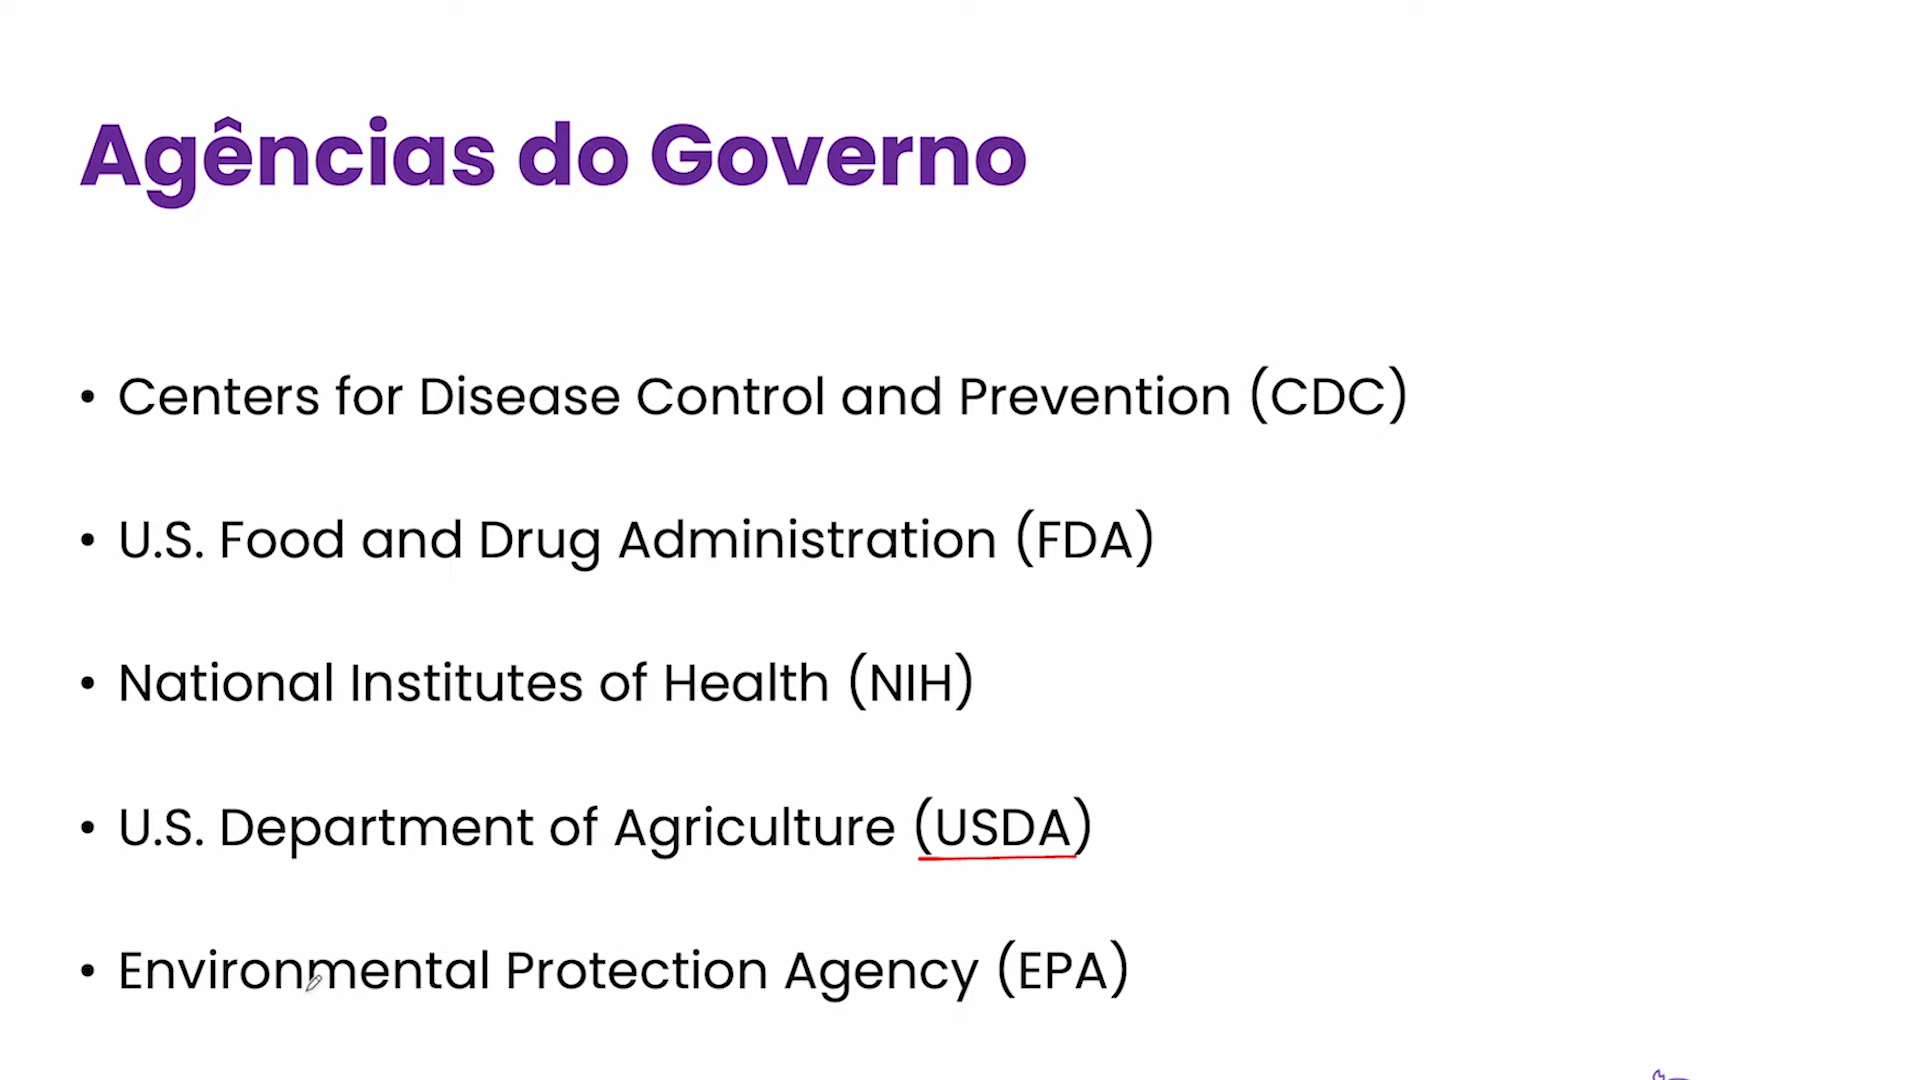 Agências do Governo
• Centers for Disease Control and Prevention (CDC)
• U.S. Food and Drug Administration (FDA)
• National Institutes of Health (NIH)
• U.S. Department of Agriculture (USDA)
• Environmental Protection Agency (EPA)